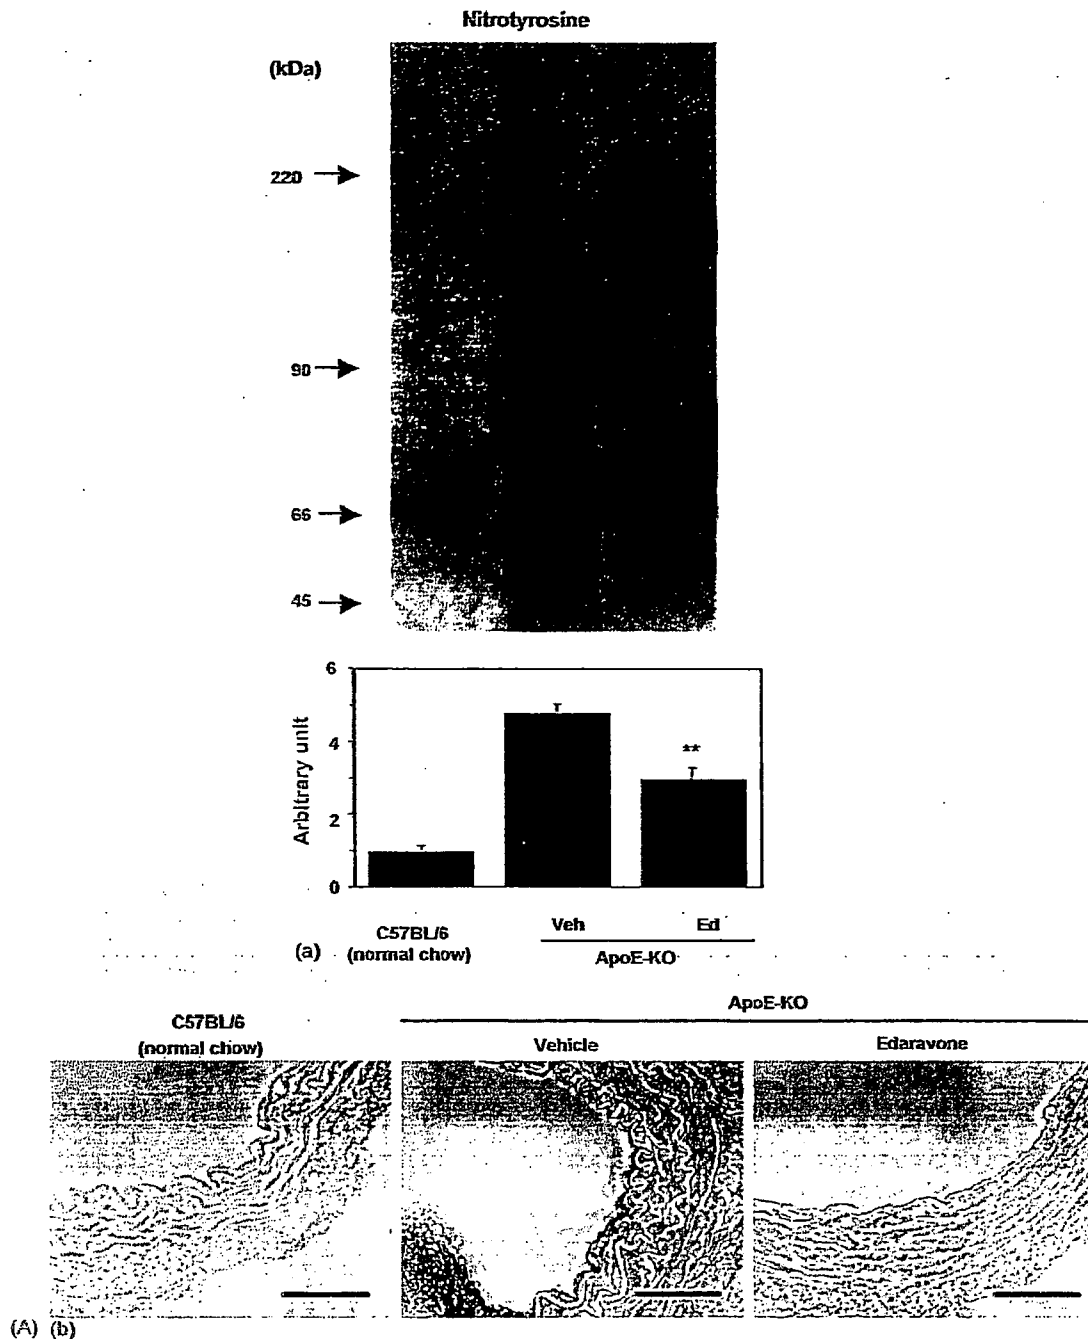 Nitrotyrosine
(kDa)
220
90
66
45
6
4
2
0
Arbitrary unit
**
C57BL/6
(normal chow)
Veh
Ed
ApoE-KO
(a)
ApoE-KO
C57BL/6
(normal chow)
Vehicle
Edaravone
(A) (b)